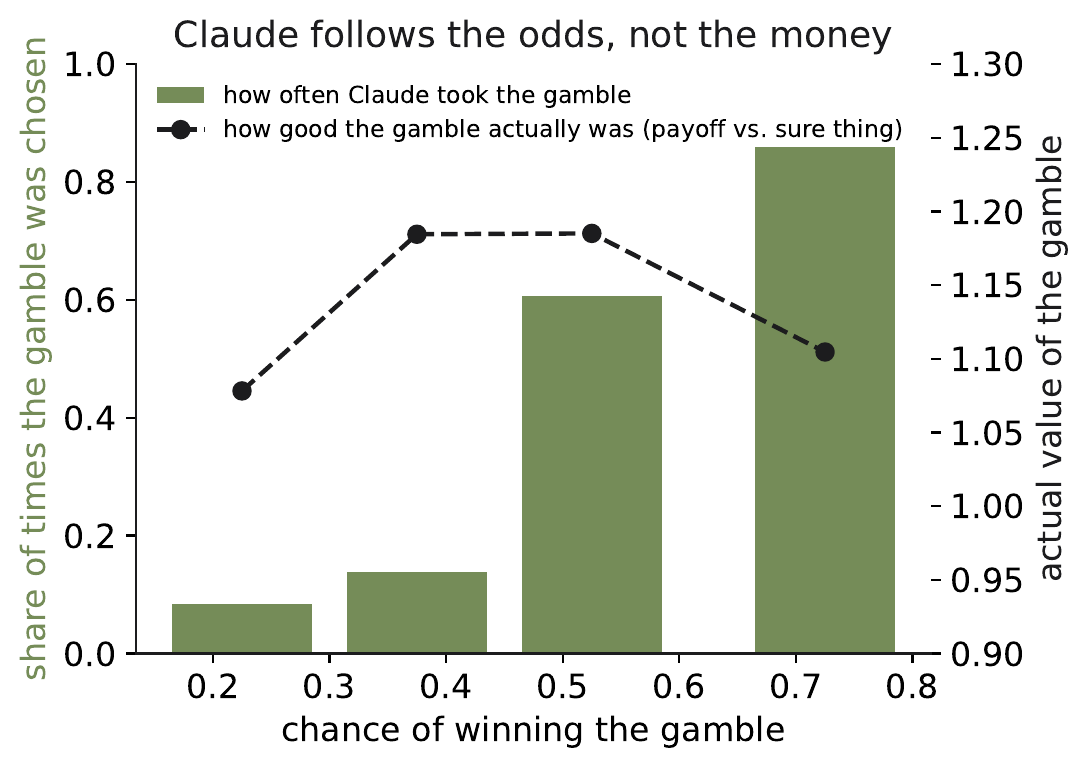 Claude follows the odds, not the money
how often Claude took the gamble
how good the gamble actually was (payoff vs. sure thing)
share of times the gamble was chosen
1.0
0.8
0.6
0.4
0.2
0.0
1.30
1.25
1.20
1.15
1.10
1.05
1.00
0.95
0.90
actual value of the gamble
0.2 0.3 0.4 0.5 0.6 0.7 0.8
chance of winning the gamble